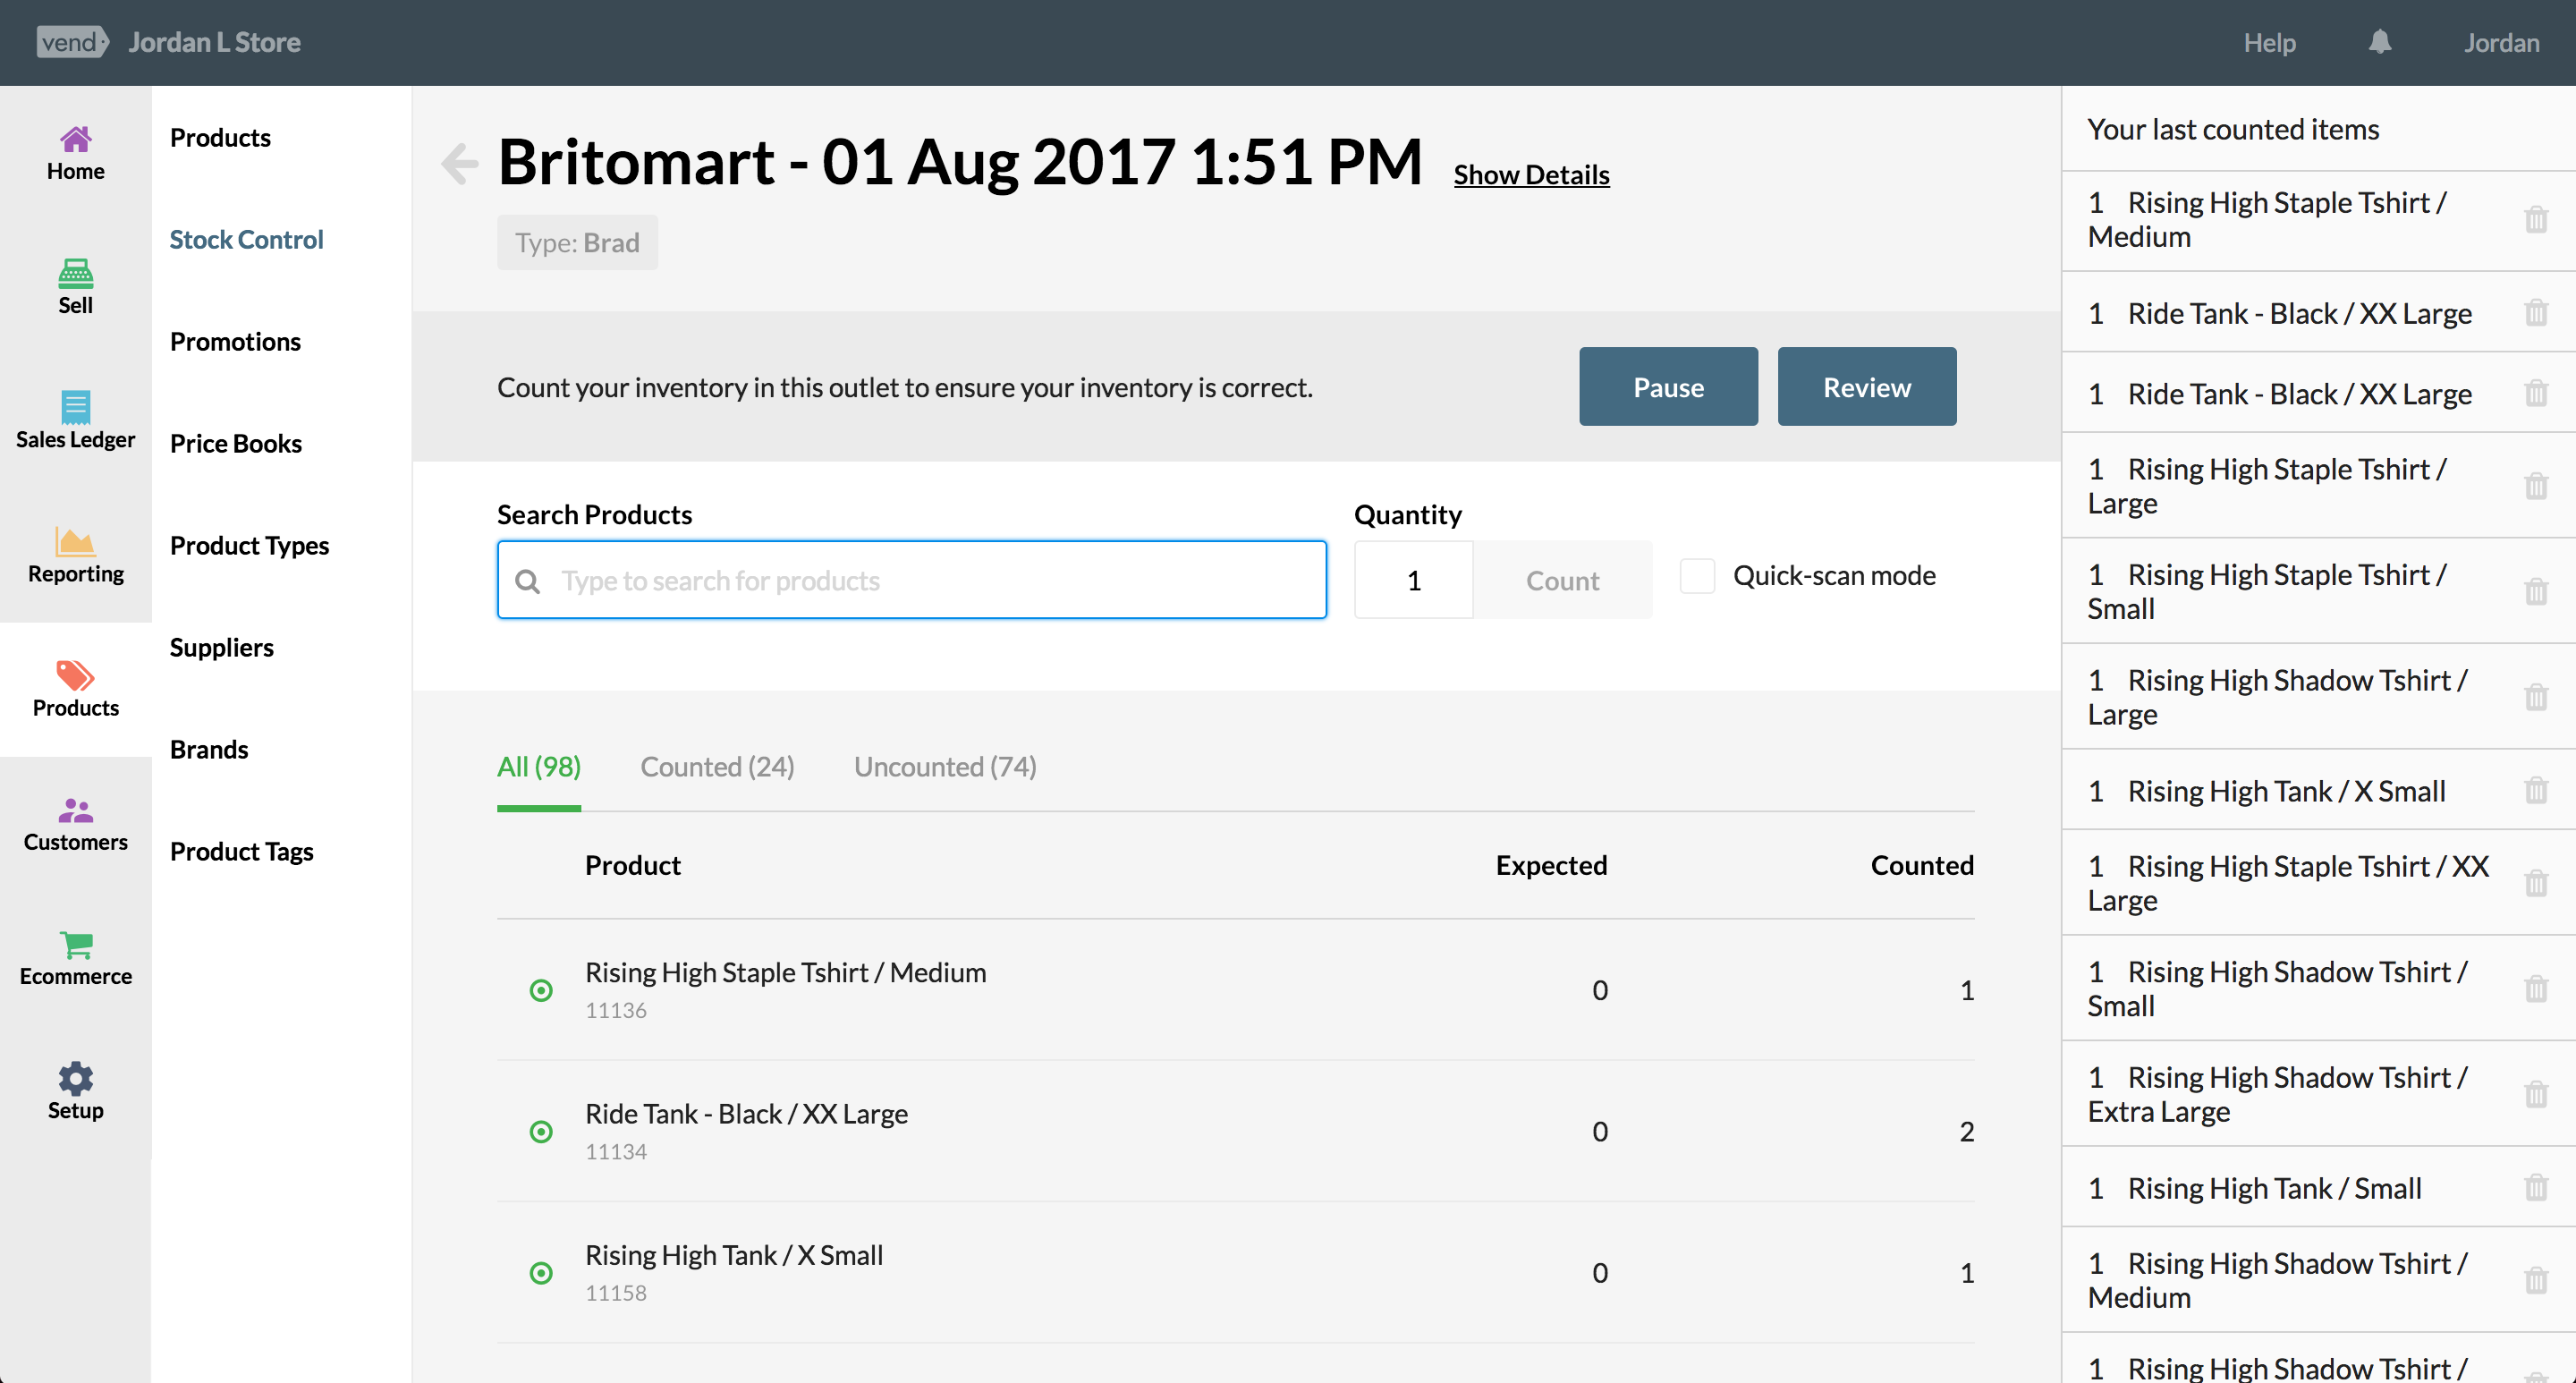 vend Jordan L Store
Help Jordan
Home
Sell
Sales Ledger
Reporting
Products
Customers
Ecommerce
Setup
Products
Stock Control
Promotions
Price Books
Product Types
Suppliers
Brands
Product Tags
Britomart - 01 Aug 2017 1:51 PM Show Details
Type: Brad
Count your inventory in this outlet to ensure your inventory is correct.
Pause Review
Search Products Quantity
Type to search for products 1 Count Quick-scan mode
All (98) Counted (24) Uncounted (74)
Product Expected Counted
Rising High Staple Tshirt / Medium 0 1
11136
Ride Tank - Black / XX Large 0 2
11134
Rising High Tank / X Small 0 1
11158
Your last counted items
1 Rising High Staple Tshirt /
Medium
1 Ride Tank - Black / XX Large
1 Ride Tank - Black / XX Large
1 Rising High Staple Tshirt /
Large
1 Rising High Staple Tshirt /
Small
1 Rising High Shadow Tshirt /
Large
1 Rising High Tank / X Small
1 Rising High Staple Tshirt / XX
Large
1 Rising High Shadow Tshirt /
Small
1 Rising High Shadow Tshirt /
Extra Large
1 Rising High Tank / Small
1 Rising High Shadow Tshirt /
Medium
1 Rising High Shadow Tshirt /